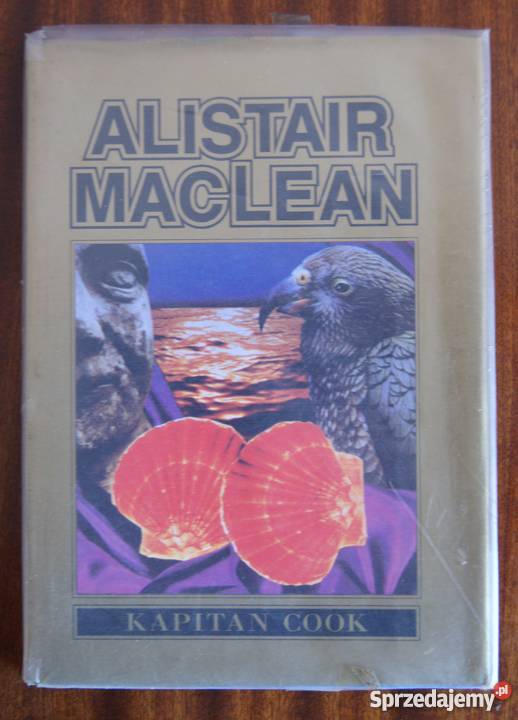 ALISTAIR
MACLEAN
KAPITAN COOK
Sprzedajemy.pl